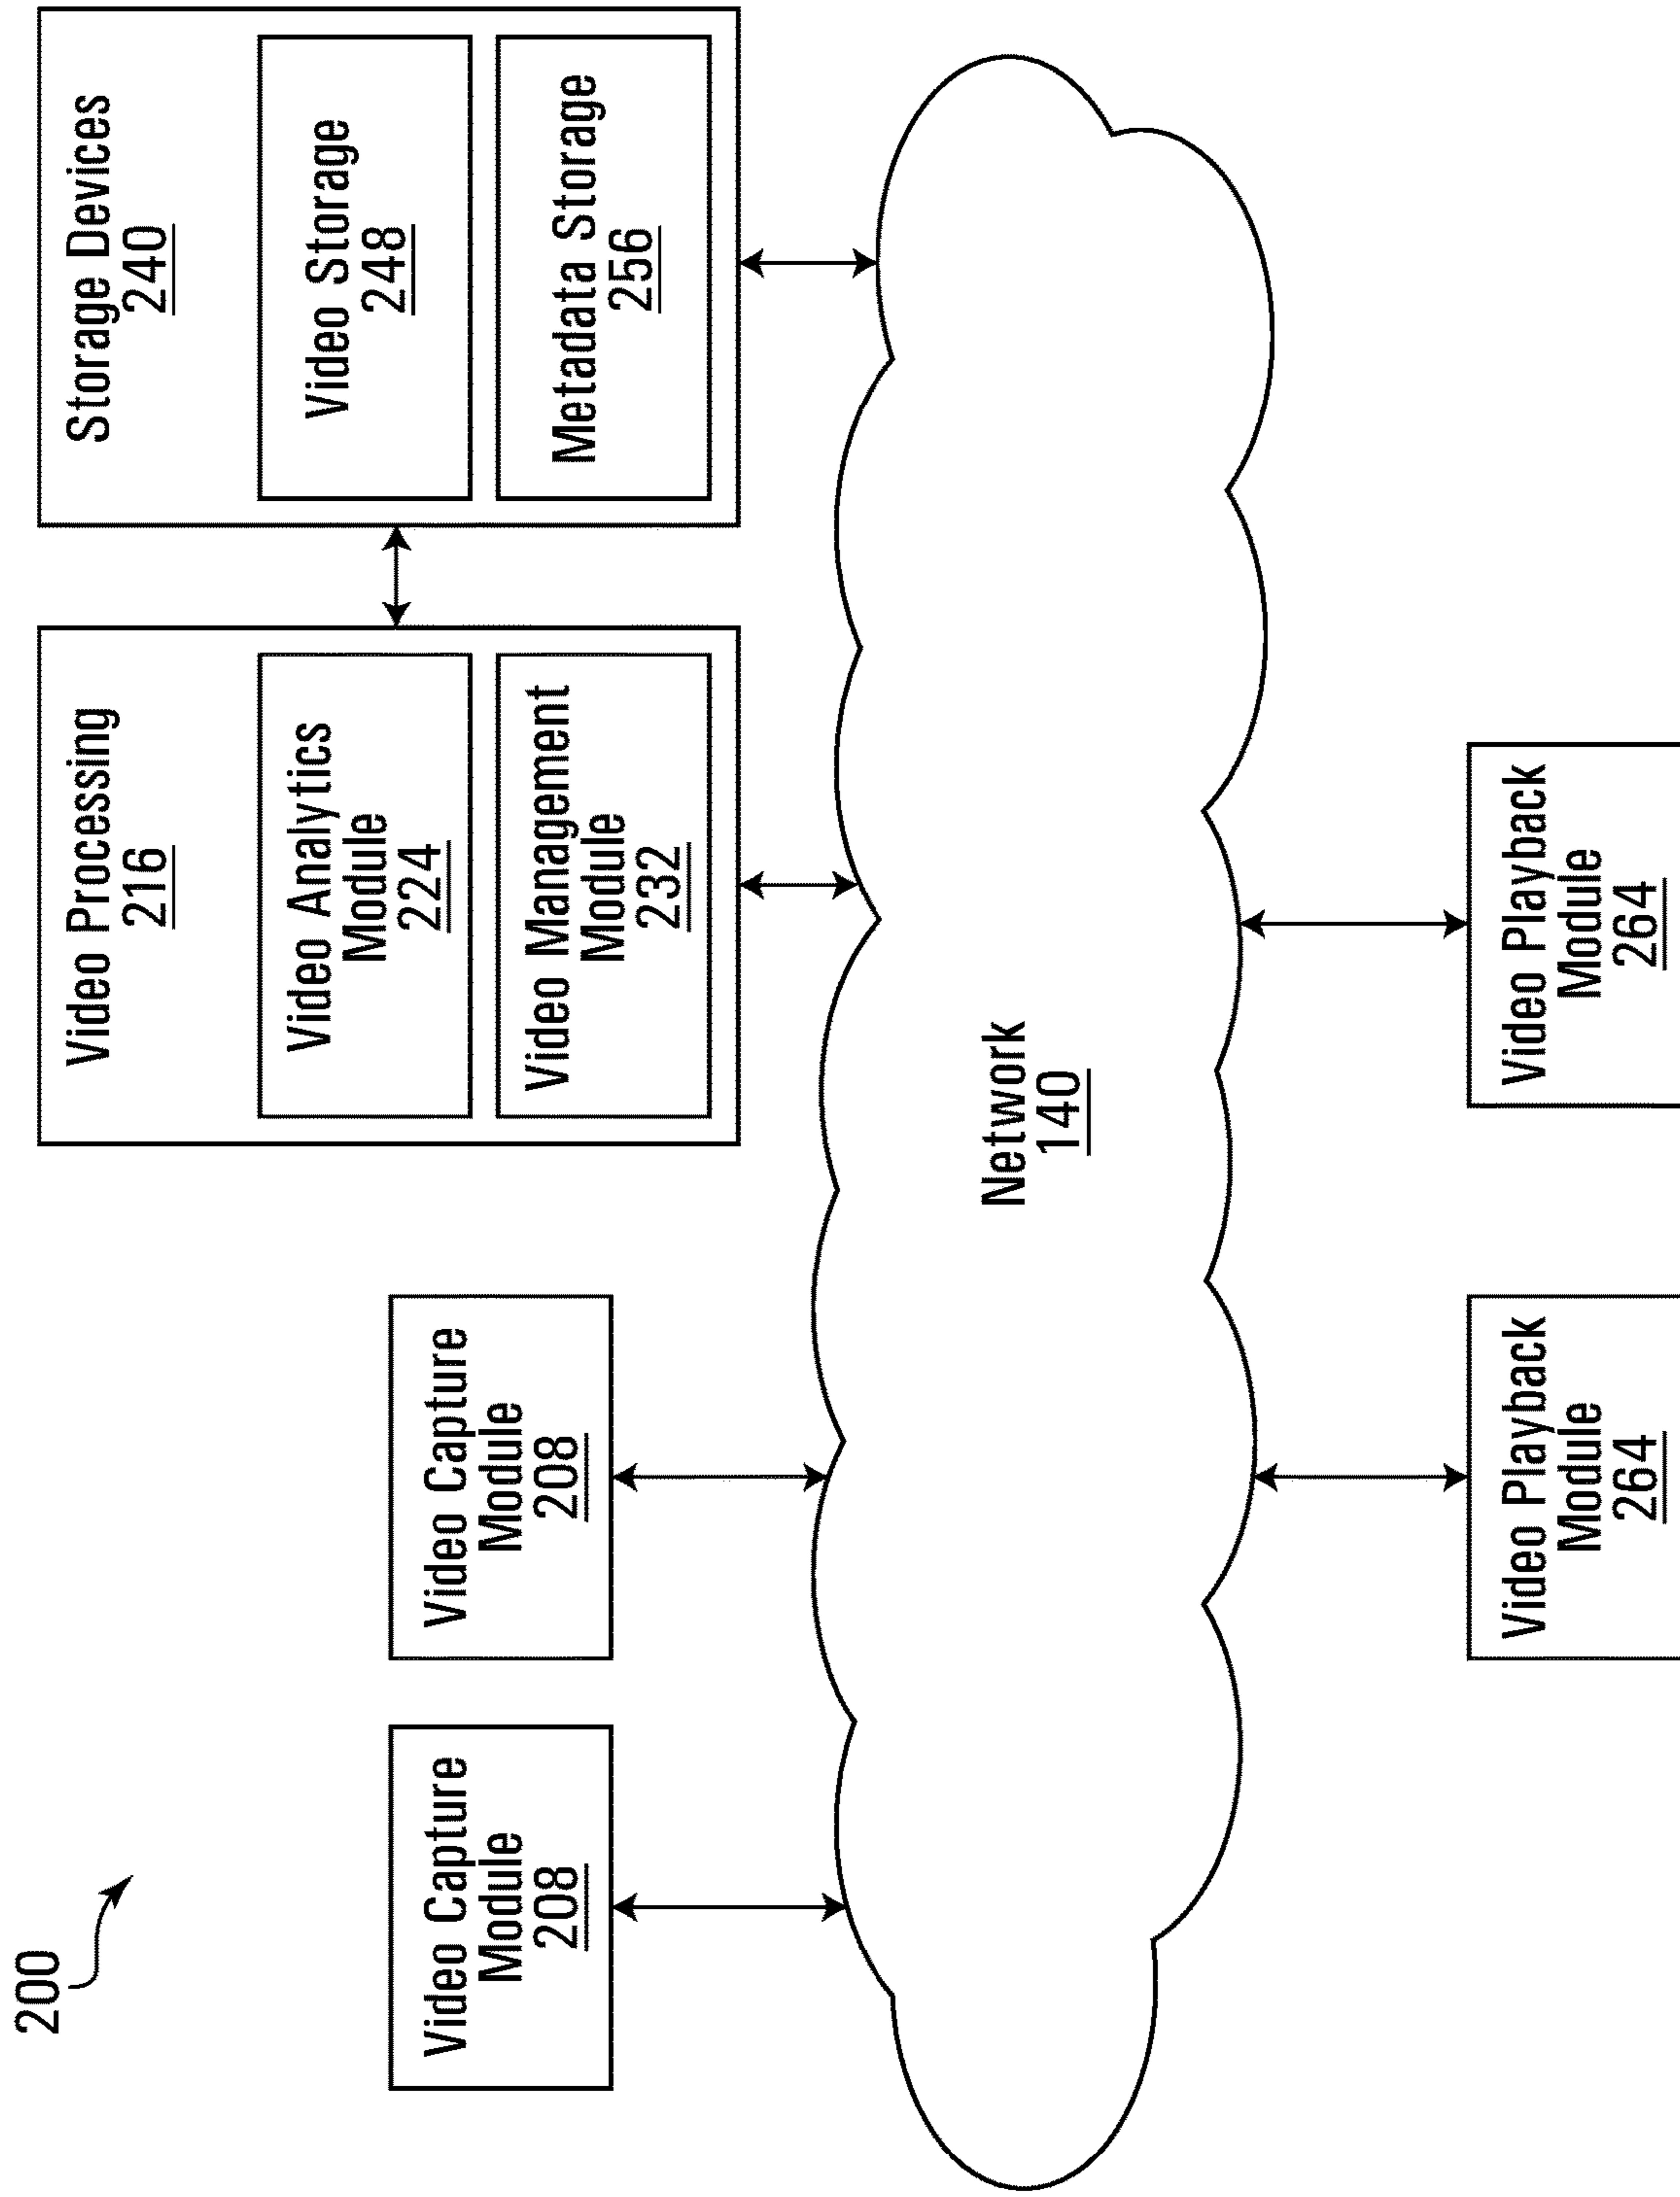 200
Video Capture
Module
208
Video Capture
Module
208
Video Processing
216
Video Analytics
Module
224
Video Management
Module
232
Storage Devices
240
Video Storage
248
Metadata Storage
256
Network
140
Video Playback
Module
264
Video Playback
Module
264